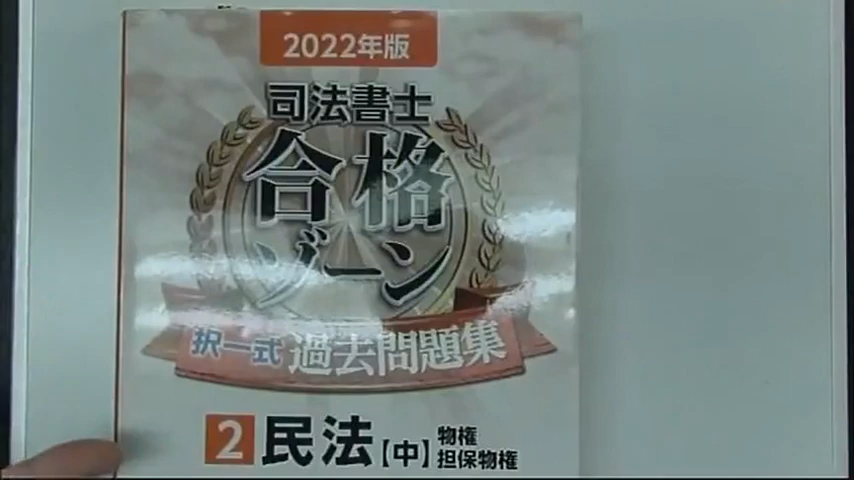 2022年版
司法書士
合格
ゾーン
択一式 過去問題集
2 民法【中】物権
担保物権